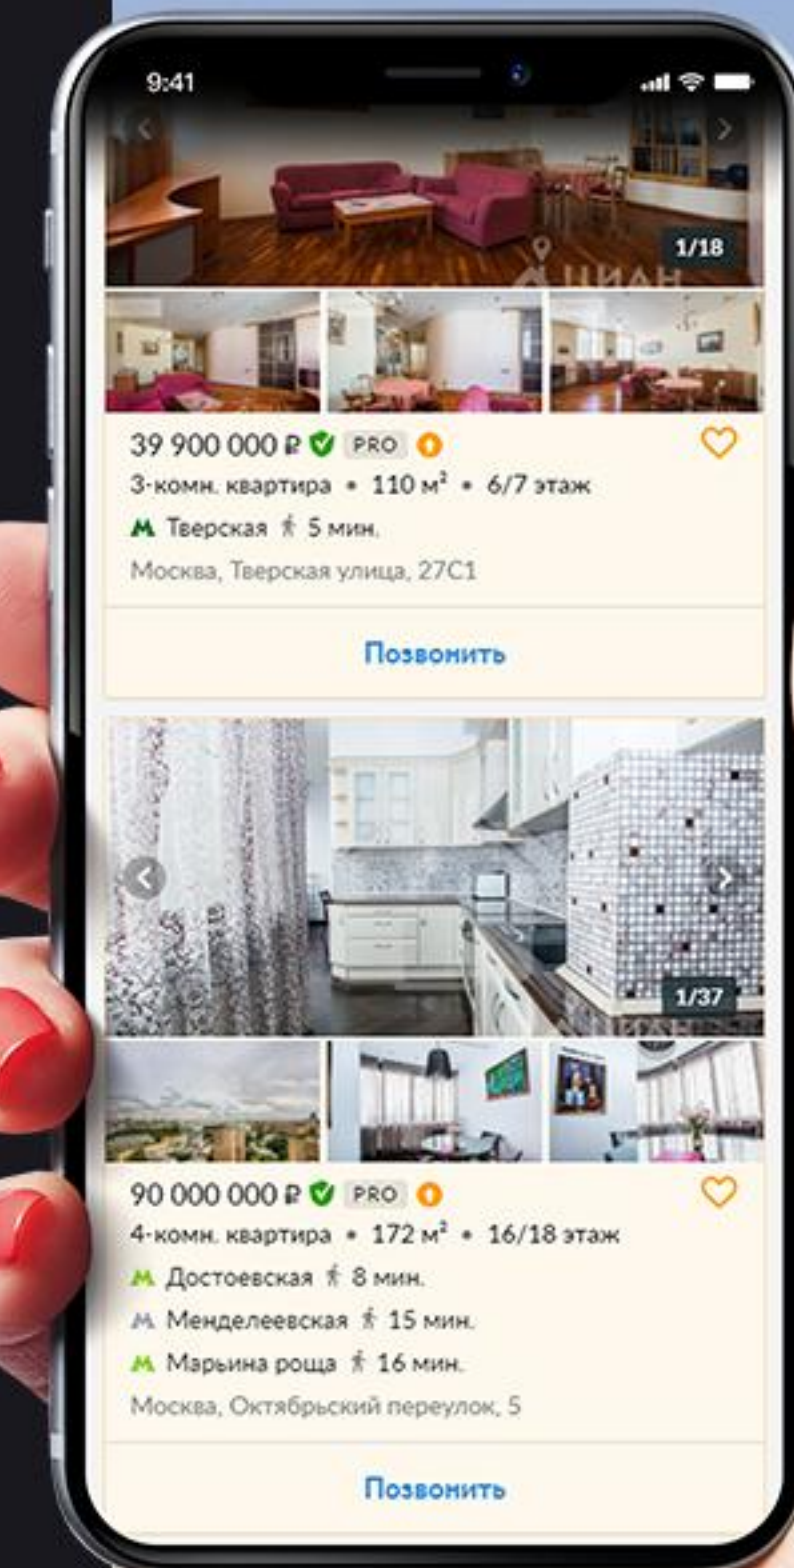 9:41
1/18
ЦИАН
39 900 000 ₽ PRO
3-комн. квартира • 110 м² • 6/7 этаж
М Тверская 5 мин.
Москва, Тверская улица, 27С1
Позвонить
1/37
ЦИАН
90 000 000 ₽ PRO
4-комн. квартира • 172 м² • 16/18 этаж
М Достоевская 8 мин.
М Менделеевская 15 мин.
М Марьина роща 16 мин.
Москва, Октябрьский переулок, 5
Позвонить